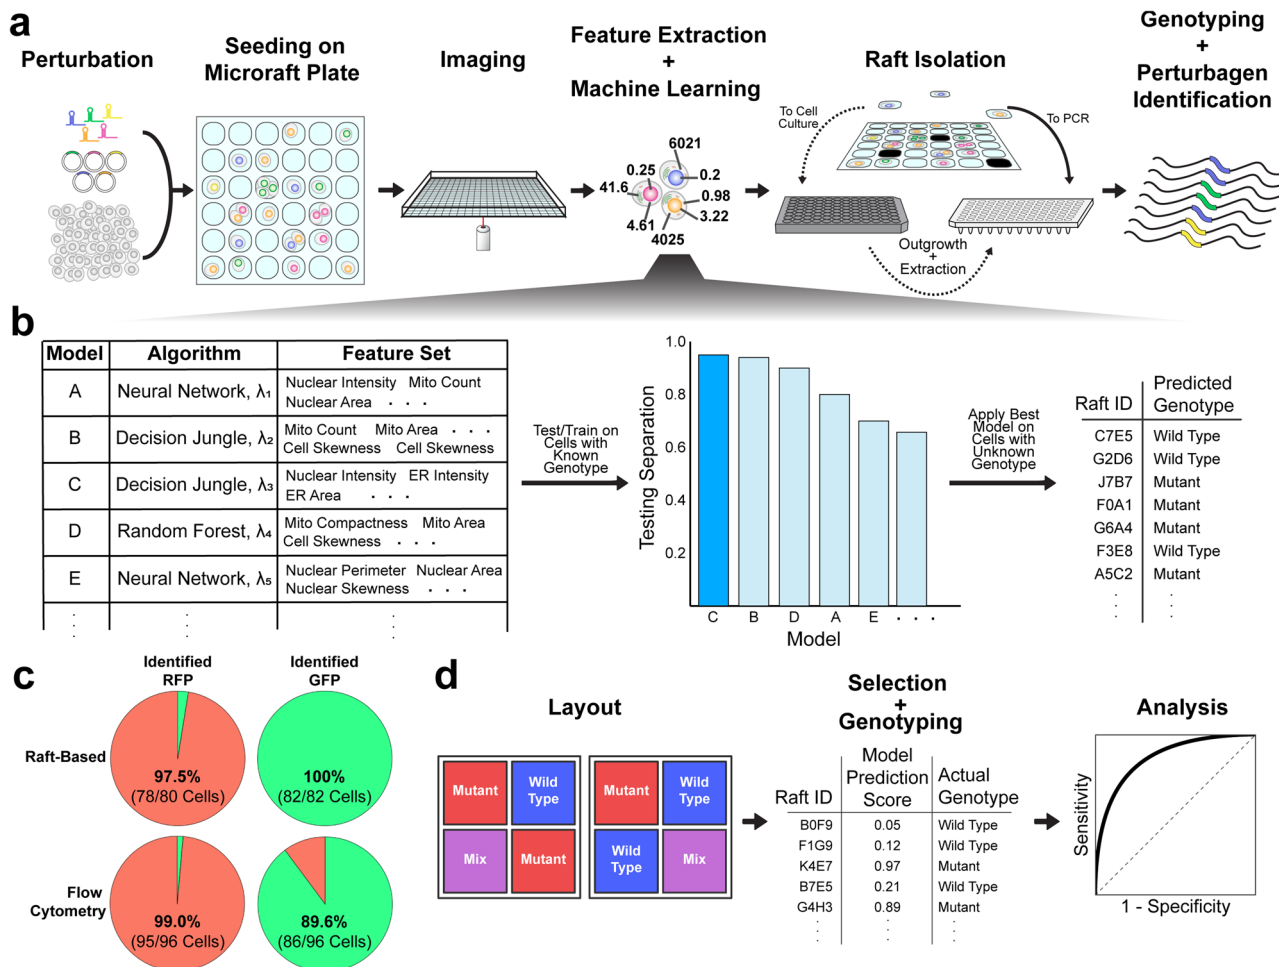 a
Perturbation
Seeding on
Microraft Plate
Imaging
Feature Extraction
+
Machine Learning
Raft Isolation
Genotyping
+
Perturbagen
Identification
6021
0.25
0.2
41.6
0.98
4.61
3.22
4025
To Cell
Culture
To PCR
Outgrowth
+
Extraction
b
Model Algorithm Feature Set
A Neural Network, λ₁ Nuclear Intensity Mito Count
Nuclear Area . . .
B Decision Jungle, λ₂ Mito Count Mito Area . . .
Cell Skewness Cell Skewness
C Decision Jungle, λ₃ Nuclear Intensity ER Intensity
ER Area . . .
D Random Forest, λ₄ Mito Compactness Mito Area
Cell Skewness . . .
E Neural Network, λ₅ Nuclear Perimeter Nuclear Area
Nuclear Skewness . . .
Test/Train on
Cells with
Known
Genotype
Testing Separation
1.0
0.8
0.6
0.4
0.2
C B D A E . . .
Model
Apply Best
Model on
Cells with
Unknown
Genotype
Raft ID Predicted
Genotype
C7E5 Wild Type
G2D6 Wild Type
J7B7 Mutant
F0A1 Mutant
G6A4 Mutant
F3E8 Wild Type
A5C2 Mutant
c
Identified
RFP
Identified
GFP
Raft-Based
97.5%
(78/80 Cells)
100%
(82/82 Cells)
Flow
Cytometry
99.0%
(95/96 Cells)
89.6%
(86/96 Cells)
d
Layout
Mutant
Wild
Type
Mix
Mutant
Mutant
Wild
Type
Wild
Type
Mix
Selection
+
Genotyping
Raft ID
Model
Prediction
Score
Actual
Genotype
B0F9 0.05 Wild Type
F1G9 0.12 Wild Type
K4E7 0.97 Mutant
B7E5 0.21 Wild Type
G4H3 0.89 Mutant
Analysis
Sensitivity
1 - Specificity